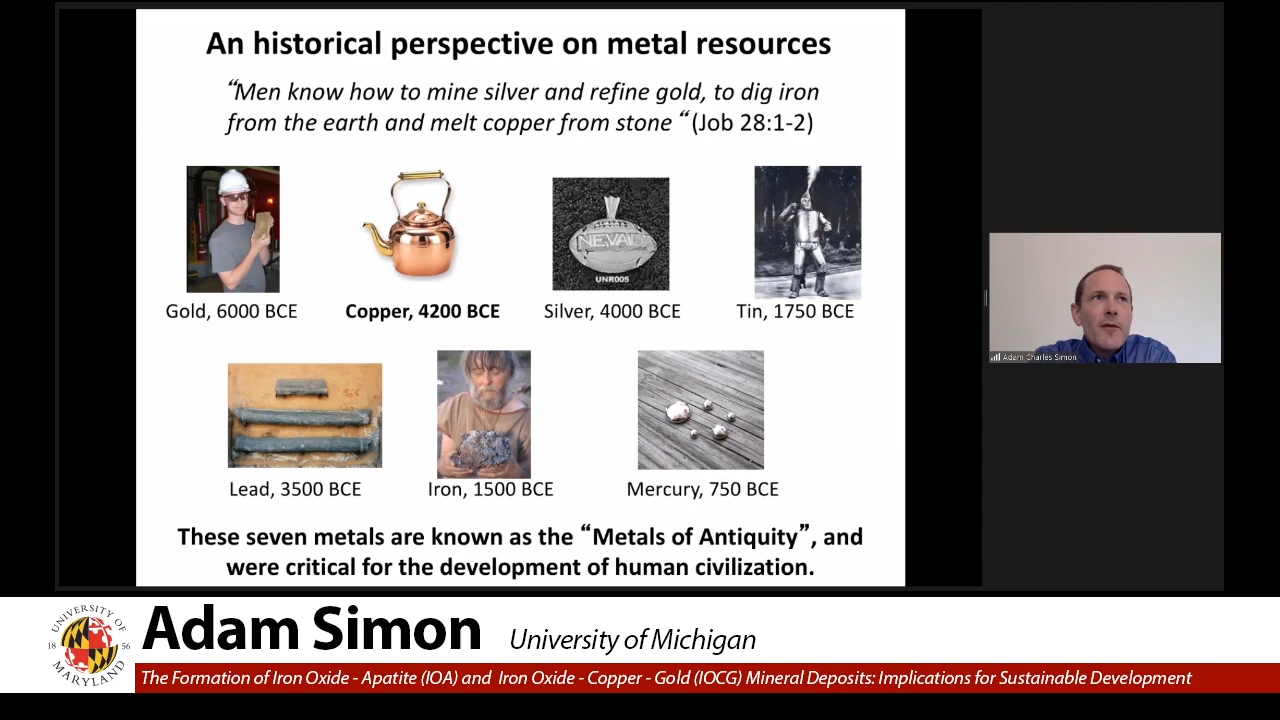 An historical perspective on metal resources
“Men know how to mine silver and refine gold, to dig iron
from the earth and melt copper from stone “ (Job 28:1-2)
NEVAD
UNR005
Gold, 6000 BCE
Copper, 4200 BCE
Silver, 4000 BCE
Tin, 1750 BCE
Adam Charles Simon
Lead, 3500 BCE
Iron, 1500 BCE
Mercury, 750 BCE
These seven metals are known as the “Metals of Antiquity”, and
were critical for the development of human civilization.
UNIVERSITY OF
18 56
MARYLAND
Adam Simon University of Michigan
The Formation of Iron Oxide - Apatite (IOA) and Iron Oxide - Copper - Gold (IOCG) Mineral Deposits: Implications for Sustainable Development